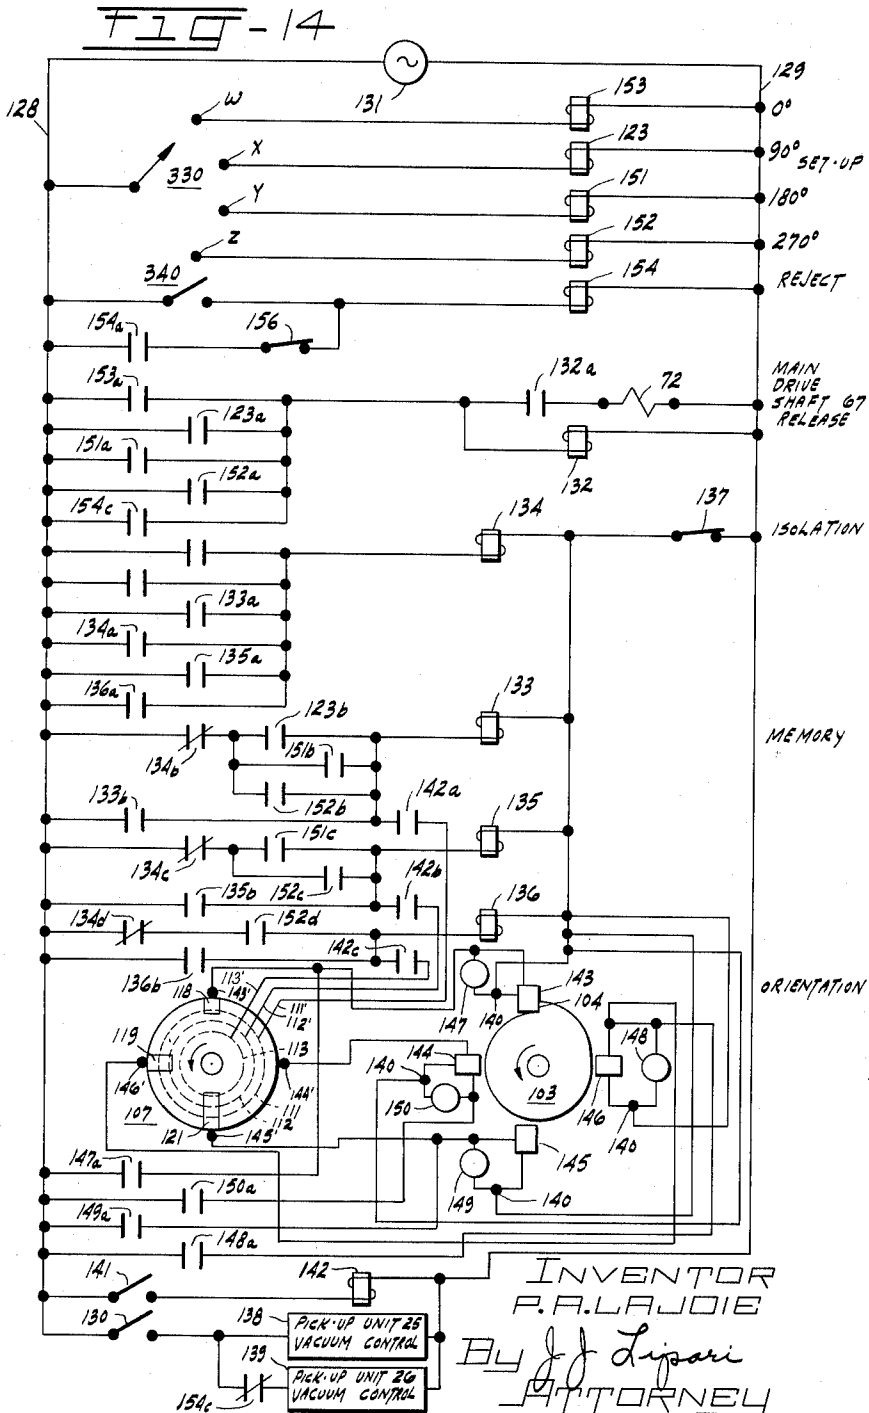 Fig-14
131
129
128
W
153
0°
X
123
90° SET-UP
330
Y
151
180°
Z
152
270°
340
154
REJECT
154a
156
153a
132a
72
MAIN
DRIVE
SHAFT 67
RELEASE
123a
151a
152a
132
154c
134
137
ISOLATION
133a
134a
135a
136a
123b
133
MEMORY
134b
151b
152b
133b
142a
135
151c
134c
152c
142b
135b
136
134d
152d
142c
136b
113'
143'
111'
112'
147
140
143
104
ORIENTATION
118
119
113
144
140
148
146'
144'
150
103
146
107
111
112
121
145'
140
145
149
140
147a
150a
149a
148a
141
142
130
138
PICK-UP UNIT 25
VACUUM CONTROL
139
PICK-UP UNIT 26
VACUUM CONTROL
154c
INVENTOR
P.A.LAJOIE
By J J Lipari
ATTORNEY